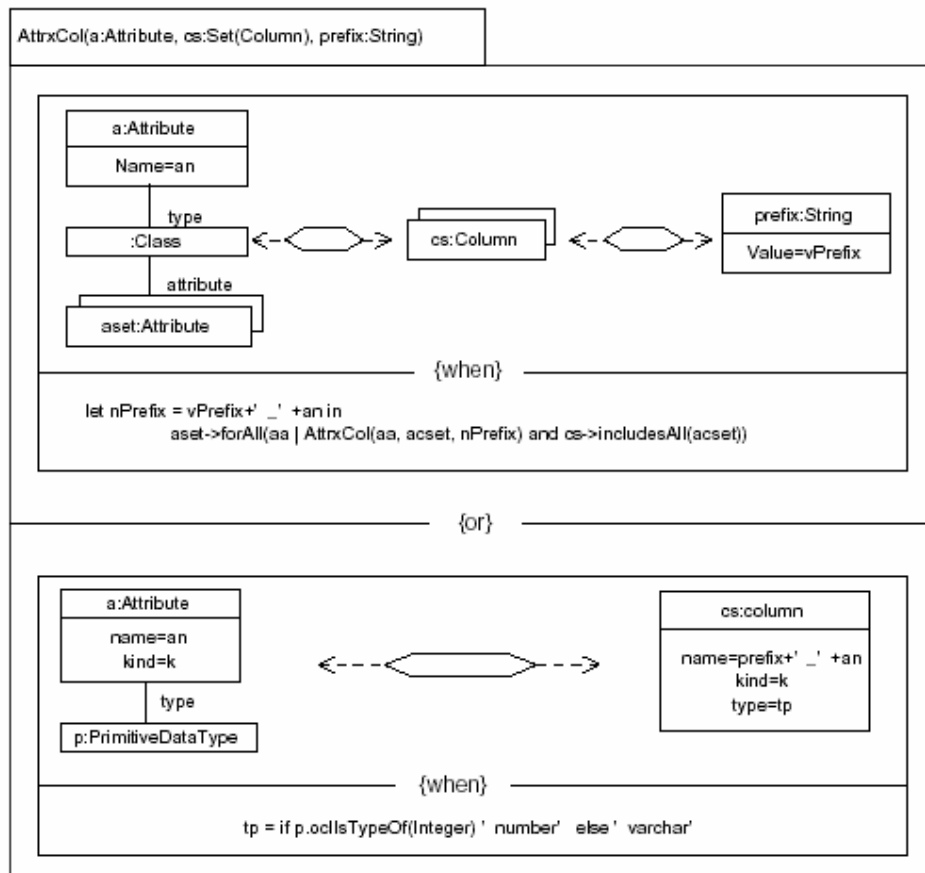 AttrxCol(a:Attribute, cs:Set(Column), prefix:String)
a:Attribute
Name=an
type
:Class
attribute
aset:Attribute
cs:Column
prefix:String
Value=vPrefix
{when}
let nPrefix = vPrefix+' _' +an in
aset->forAll(aa | AttrxCol(aa, acset, nPrefix) and cs->includesAll(acset))
{or}
a:Attribute
name=an
kind=k
type
p:PrimitiveDataType
cs:column
name=prefix+' _' +an
kind=k
type=tp
{when}
tp = if p.oclIsTypeOf(Integer) ' number' else ' varchar'